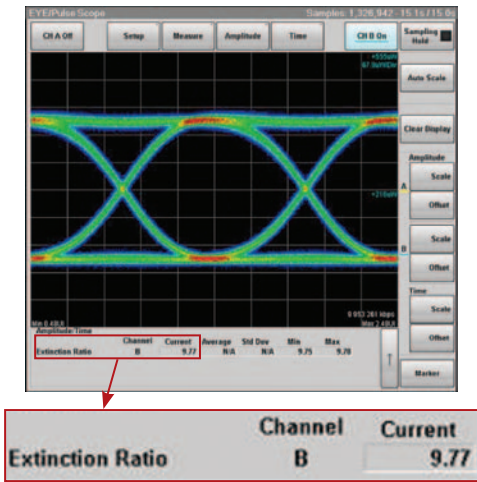 EYE/Pulse Scope Samples: 1,326,942 - 15.1s/15.0s
CH A Off Setup Measure Amplitude Time CH B On Sampling Hold
Auto Scale
Clear Display
Amplitude
A Scale
Offset
B Scale
Offset
Time
Scale
Offset
Marker
Amplitude/Time
Channel Current Average Std Dev Min Max
Extinction Ratio B 9.77 N/A N/A 9.75 9.78
Channel Current
Extinction Ratio B 9.77